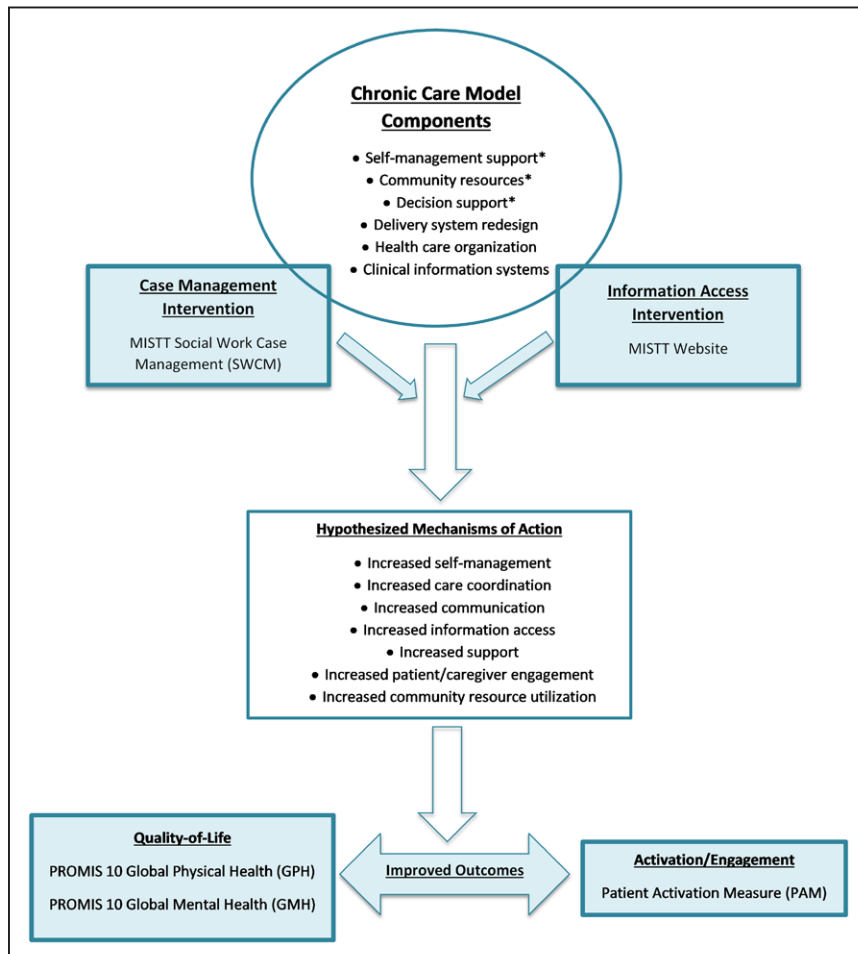 Chronic Care Model
Components
● Self-management support*
● Community resources*
● Decision support*
● Delivery system redesign
● Health care organization
● Clinical information systems
Case Management
Intervention
MISTT Social Work Case
Management (SWCM)
Information Access
Intervention
MISTT Website
Hypothesized Mechanisms of Action
● Increased self-management
● Increased care coordination
● Increased communication
● Increased information access
● Increased support
● Increased patient/caregiver engagement
● Increased community resource utilization
Quality-of-Life
PROMIS 10 Global Physical Health (GPH)
PROMIS 10 Global Mental Health (GMH)
Improved Outcomes
Activation/Engagement
Patient Activation Measure (PAM)